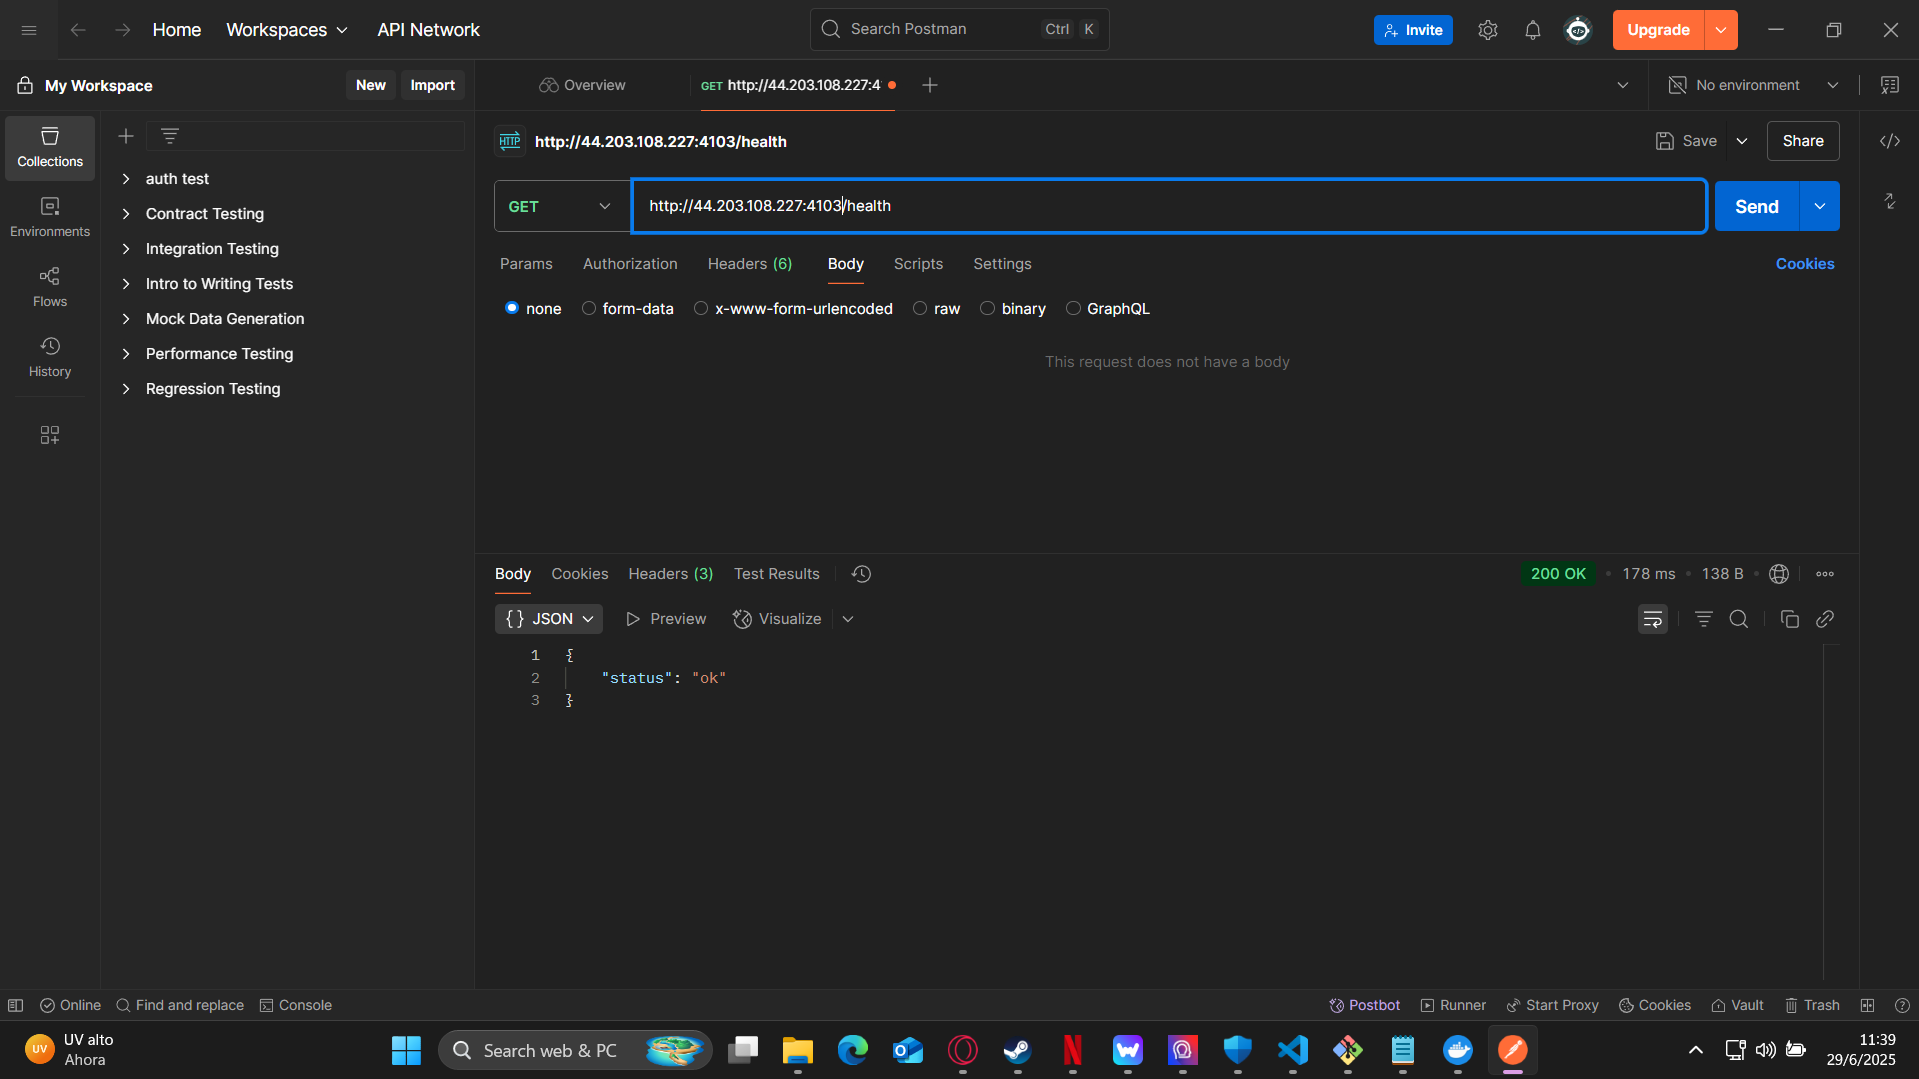 Home
Workspaces
API Network
Search Postman
Ctrl
K
Invite
Upgrade
My Workspace
New
Import
Overview
GET http://44.203.108.227:4
No environment
Collections
Environments
Flows
History
auth test
Contract Testing
Integration Testing
Intro to Writing Tests
Mock Data Generation
Performance Testing
Regression Testing
HTTP
http://44.203.108.227:4103/health
Save
Share
GET
http://44.203.108.227:4103/health
Send
Params
Authorization
Headers (6)
Body
Scripts
Settings
Cookies
none
form-data
x-www-form-urlencoded
raw
binary
GraphQL
This request does not have a body
Body
Cookies
Headers (3)
Test Results
200 OK
178 ms
138 B
{} JSON
Preview
Visualize
1 {
2 "status": "ok"
3 }
Online
Find and replace
Console
Postbot
Runner
Start Proxy
Cookies
Vault
Trash
UV
UV alto
Ahora
Search web & PC
11:39
29/6/2025